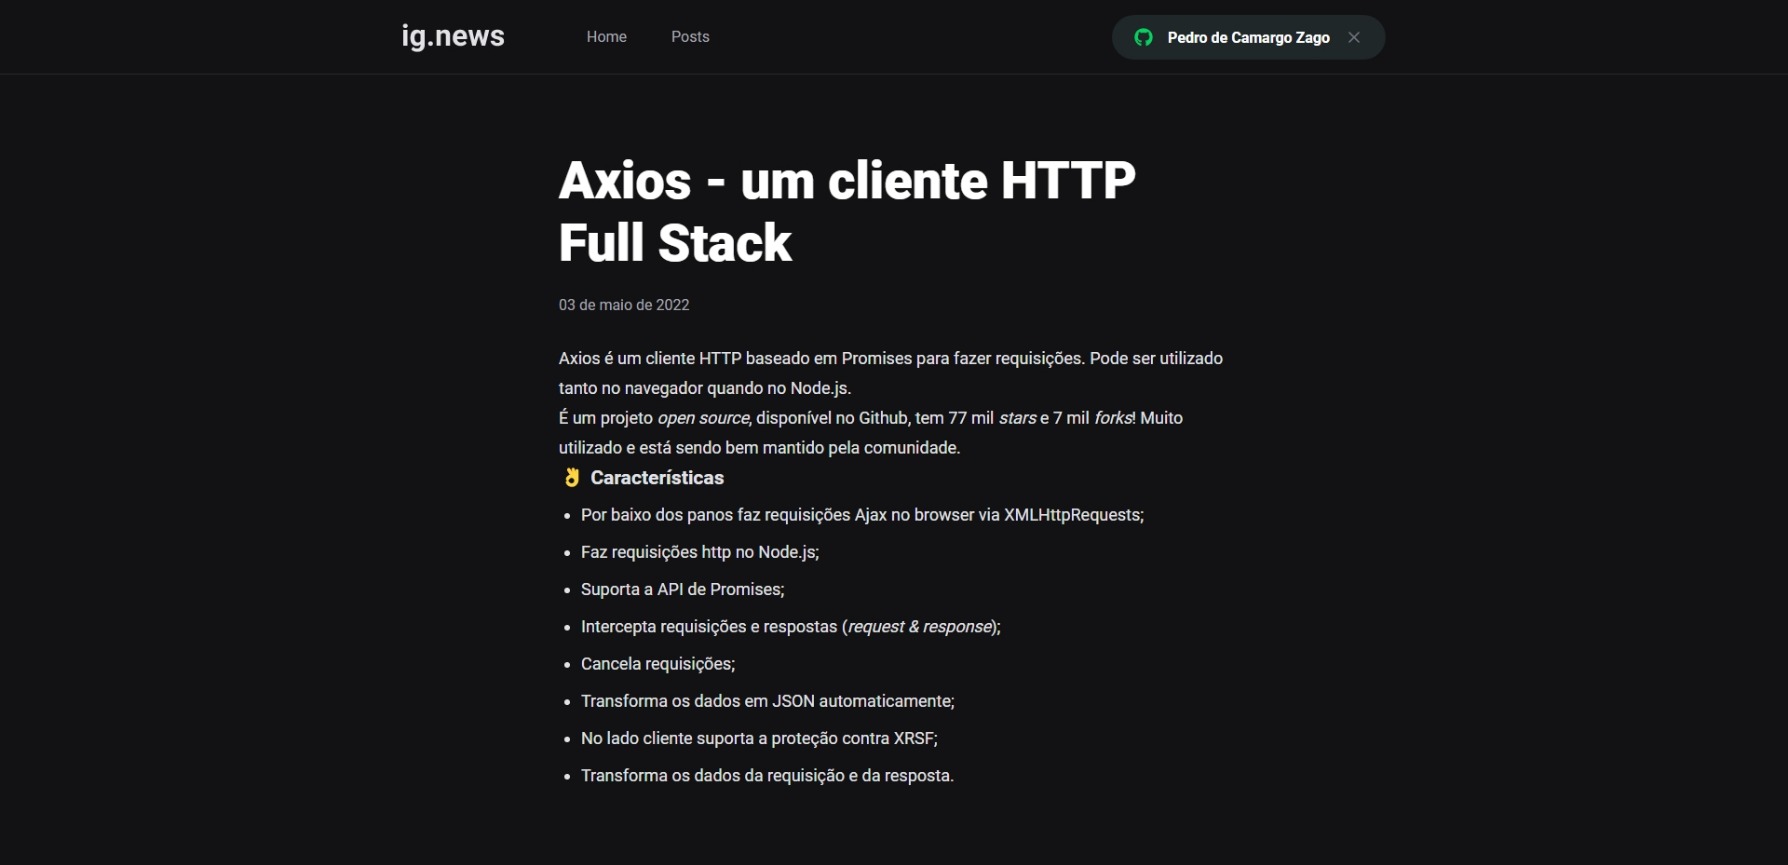 ig.news
Home
Posts
Pedro de Camargo Zago
Axios - um cliente HTTP
Full Stack
03 de maio de 2022
Axios é um cliente HTTP baseado em Promises para fazer requisições. Pode ser utilizado
tanto no navegador quando no Node.js.
É um projeto open source, disponível no Github, tem 77 mil stars e 7 mil forks! Muito
utilizado e está sendo bem mantido pela comunidade.
👌 Características
• Por baixo dos panos faz requisições Ajax no browser via XMLHttpRequests;
• Faz requisições http no Node.js;
• Suporta a API de Promises;
• Intercepta requisições e respostas (request & response);
• Cancela requisições;
• Transforma os dados em JSON automaticamente;
• No lado cliente suporta a proteção contra XRSF;
• Transforma os dados da requisição e da resposta.